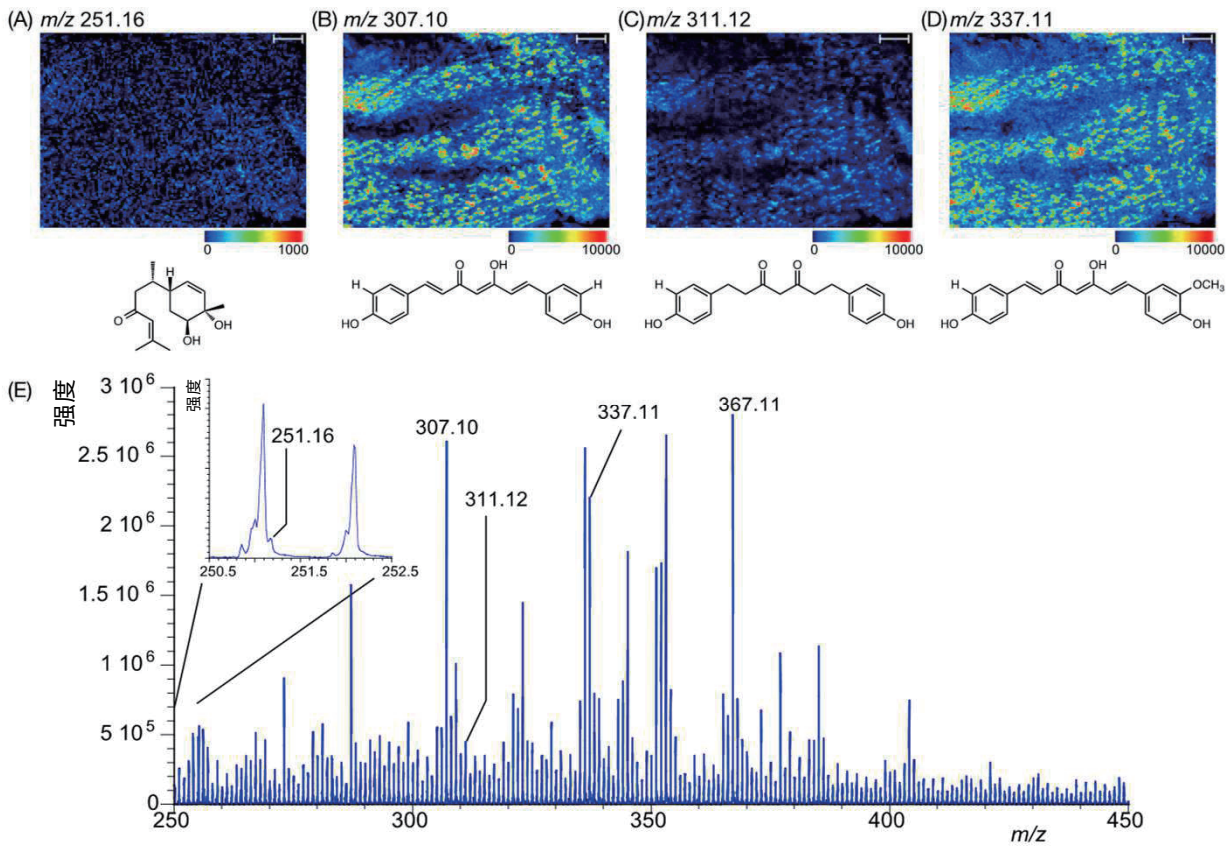 (A) m/z 251.16
(B) m/z 307.10
(C) m/z 311.12
(D) m/z 337.11
0 1000
0 10000
0 10000
0 10000
H
O
OH
OH
O OH
H H
HO OH
O O
H
HO OH
O OH
H OCH3
HO OH
(E)
强度
3 10^6
2.5 10^6
2 10^6
1.5 10^6
1 10^6
5 10^5
0
强度
251.16
250.5 251.5 252.5
307.10
311.12
337.11
367.11
250 300 350 400 450
m/z